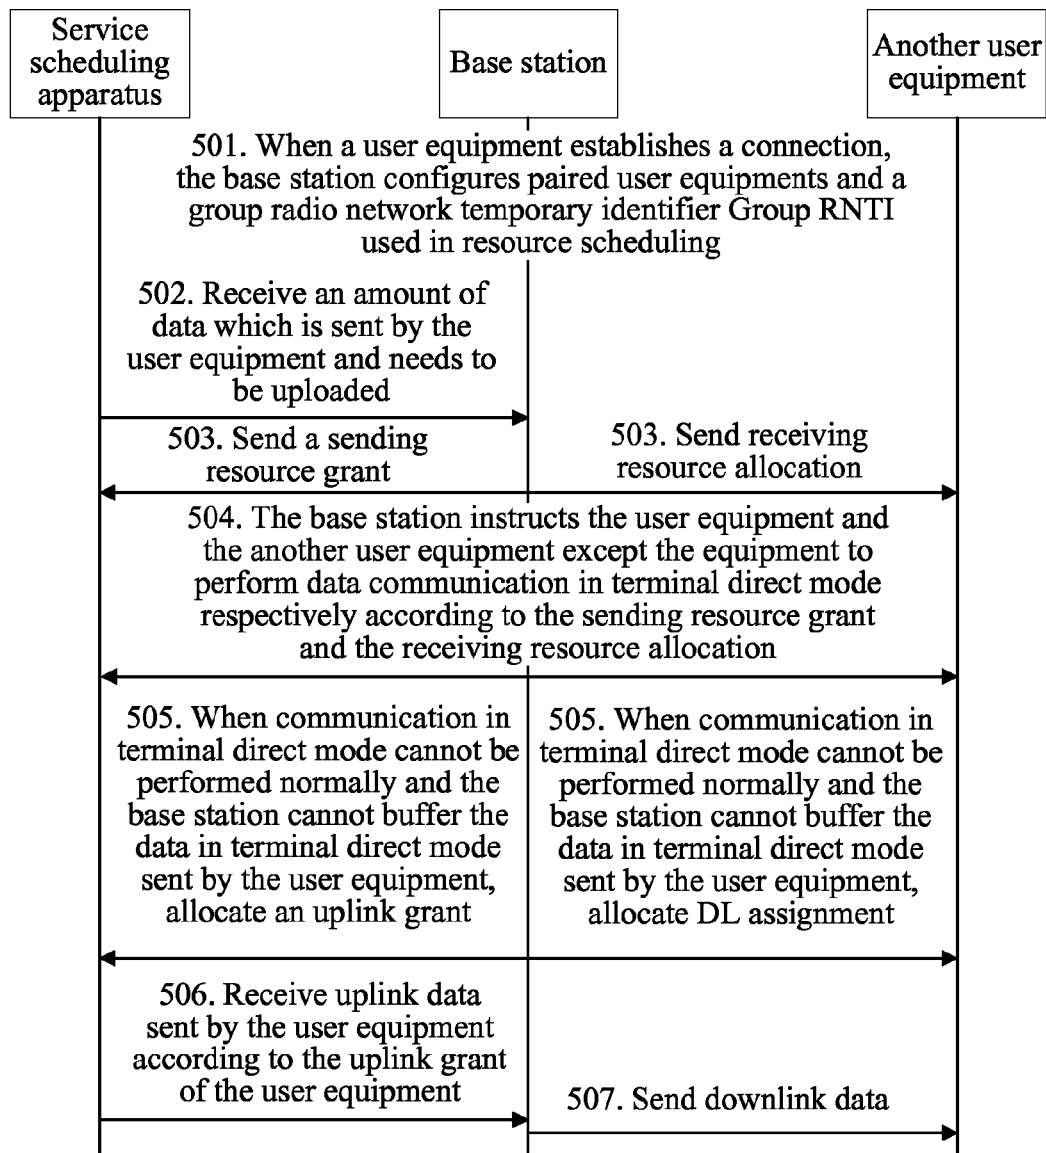 Service
scheduling
apparatus
Base station
Another user
equipment
501. When a user equipment establishes a connection,
the base station configures paired user equipments and a
group radio network temporary identifier Group RNTI
used in resource scheduling
502. Receive an amount of
data which is sent by the
user equipment and needs to
be uploaded
503. Send a sending
resource grant
503. Send receiving
resource allocation
504. The base station instructs the user equipment and
the another user equipment except the equipment to
perform data communication in terminal direct mode
respectively according to the sending resource grant
and the receiving resource allocation
505. When communication in
terminal direct mode cannot be
performed normally and the
base station cannot buffer the
data in terminal direct mode
sent by the user equipment,
allocate an uplink grant
505. When communication in
terminal direct mode cannot be
performed normally and the
base station cannot buffer the
data in terminal direct mode
sent by the user equipment,
allocate DL assignment
506. Receive uplink data
sent by the user equipment
according to the uplink grant
of the user equipment
507. Send downlink data